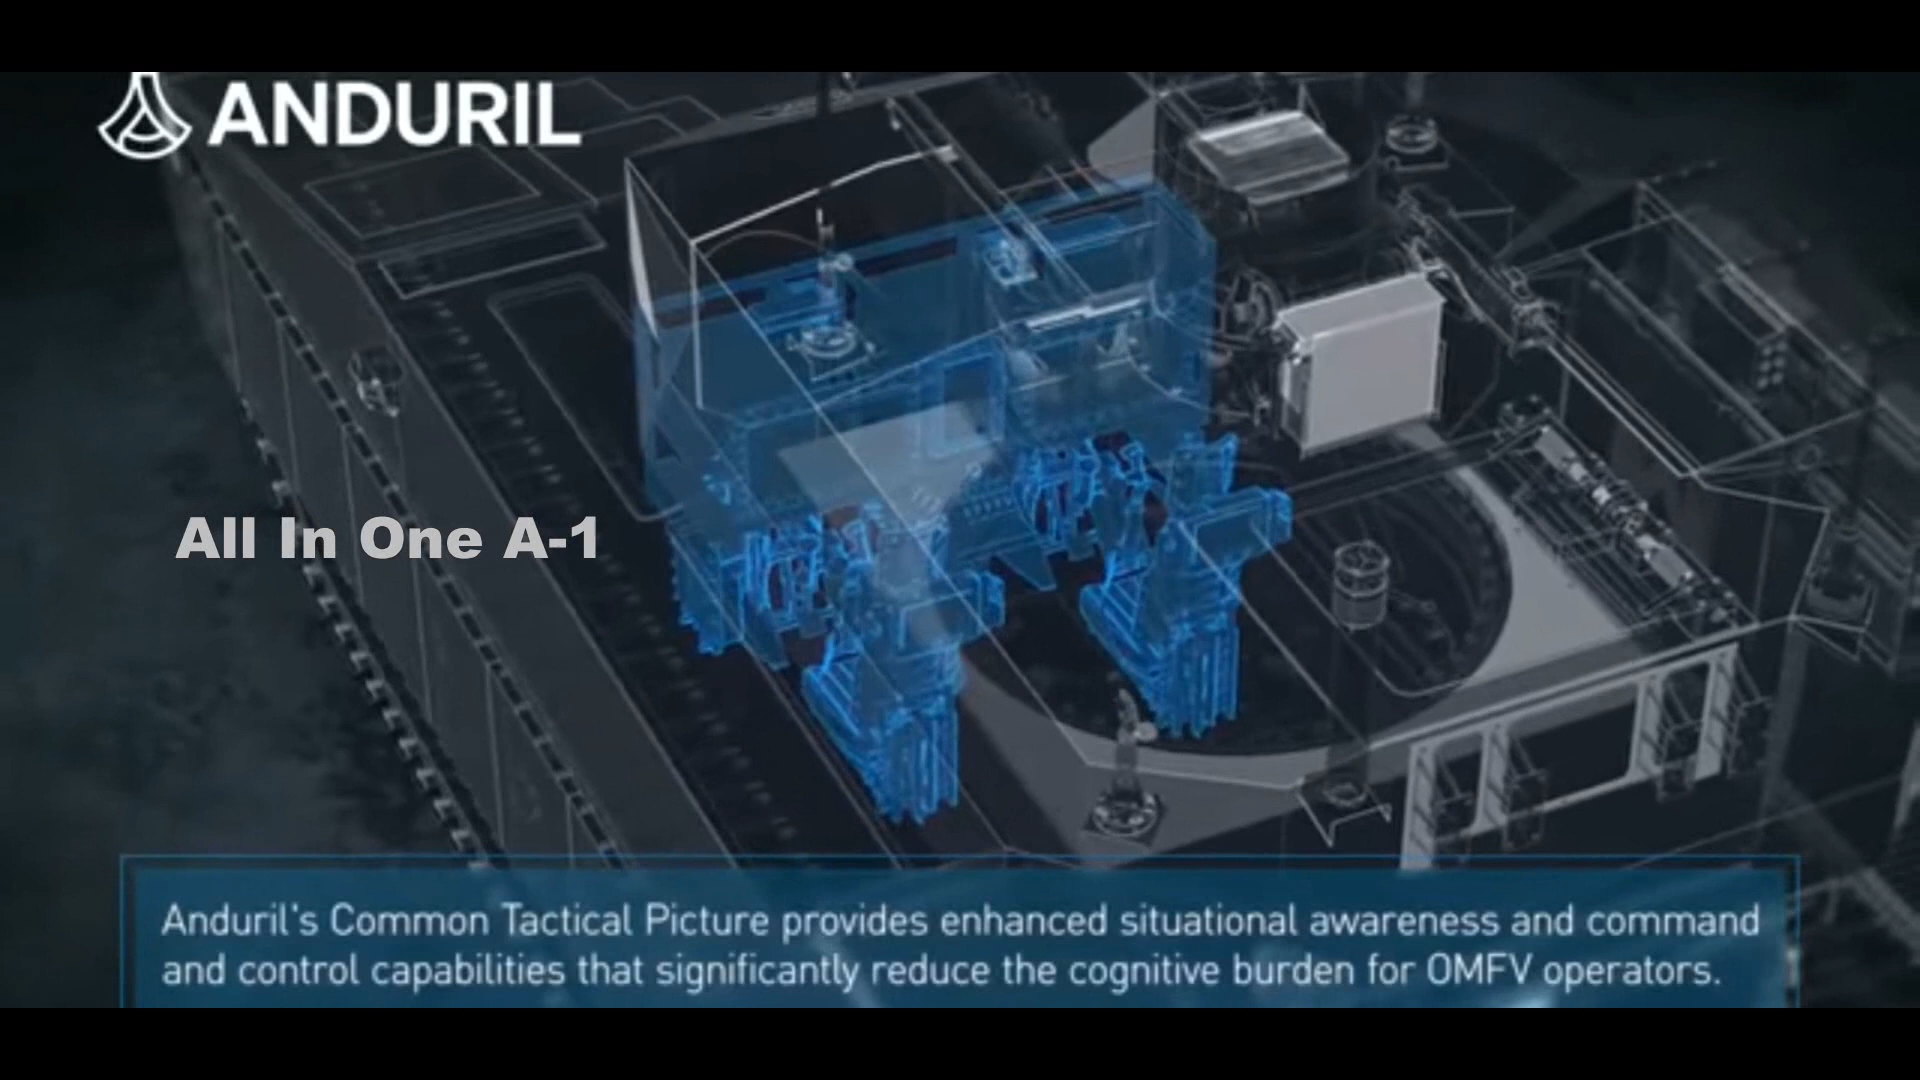 ANDURIL
All In One A-1
Anduril's Common Tactical Picture provides enhanced situational awareness and command
and control capabilities that significantly reduce the cognitive burden for OMFV operators.